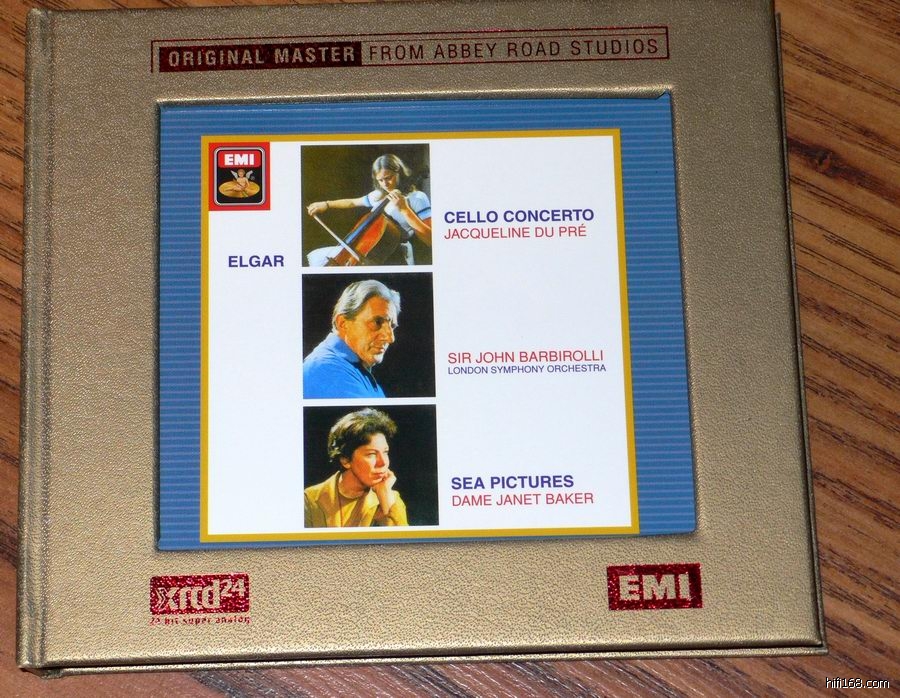 ORIGINAL MASTER FROM ABBEY ROAD STUDIOS
EMI
CELLO CONCERTO
JACQUELINE DU PRÉ
ELGAR
SIR JOHN BARBIROLLI
LONDON SYMPHONY ORCHESTRA
SEA PICTURES
DAME JANET BAKER
xrcd24
24 bit super analog
EMI
hifi168.com